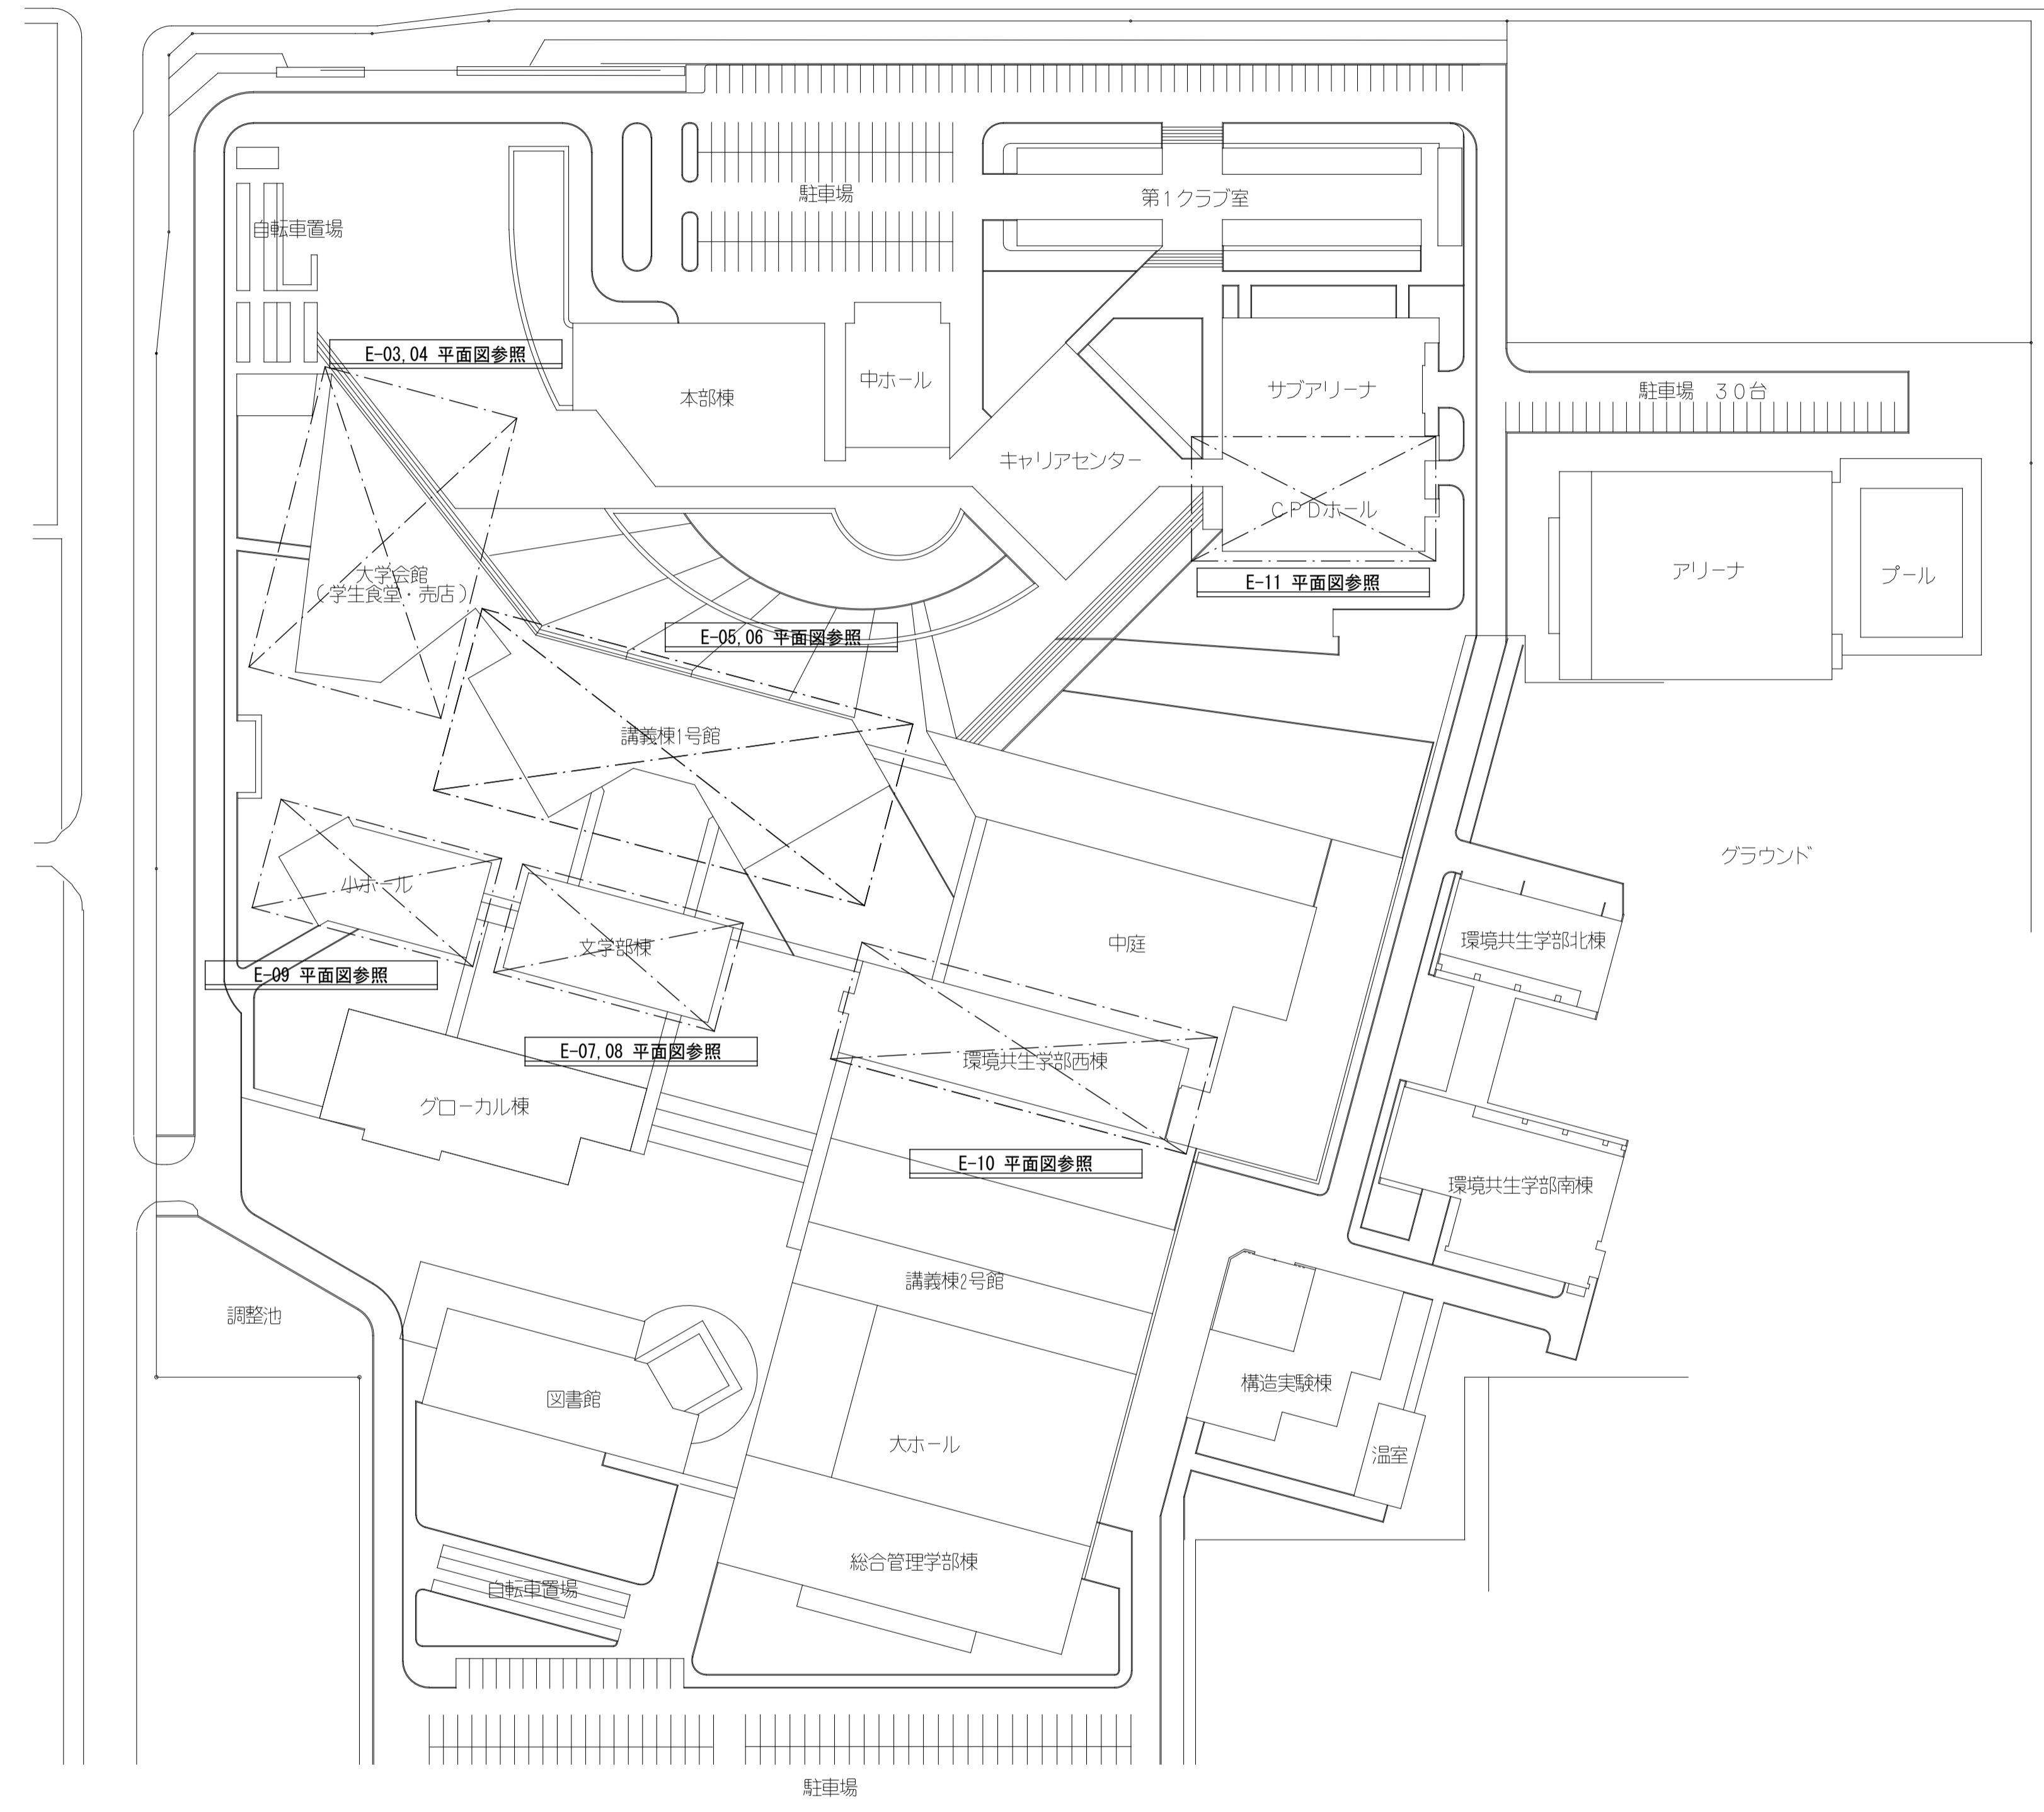 駐車場
第1クラブ室
自転車置場
E-03,04 平面図参照
本部棟
中ホール
サブアリーナ
駐車場　30台
キャリアセンター
CPDホール
アリーナ
プール
大学会館
(学生食堂・売店)
E-11 平面図参照
E-05,06 平面図参照
講義棟1号館
グラウンド
小ホール
文学部棟
中庭
環境共生学部北棟
E-09 平面図参照
E-07,08 平面図参照
環境共生学部西棟
グローカル棟
E-10 平面図参照
環境共生学部南棟
講義棟2号館
調整池
図書館
構造実験棟
大ホール
温室
総合管理学部棟
自転車置場
駐車場